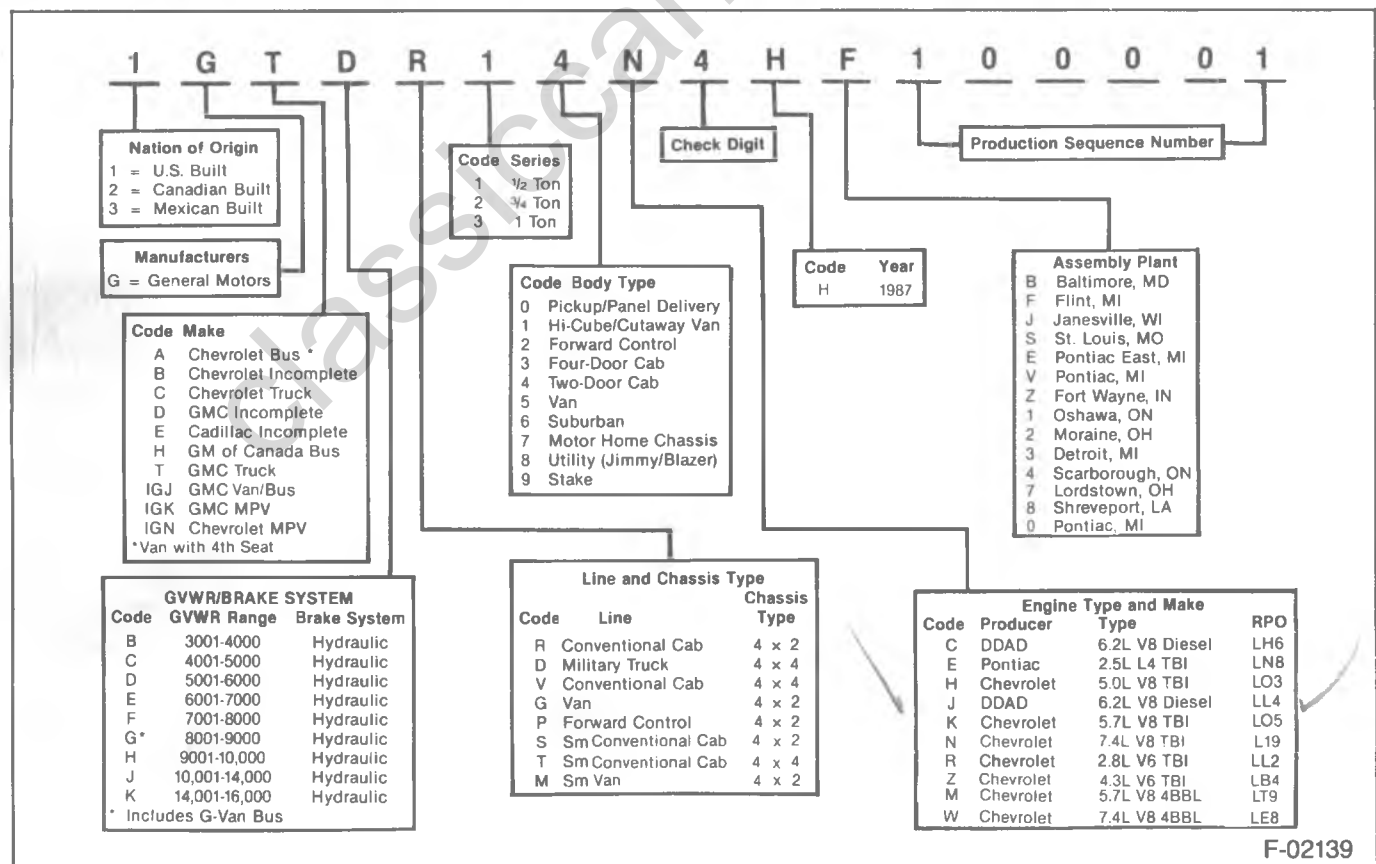 1 G T D R 1 4 N 4 H F 1 0 0 0 0 1
Nation of Origin
1 = U.S. Built
2 = Canadian Built
3 = Mexican Built
Manufacturers
G = General Motors
Code Make
A Chevrolet Bus *
B Chevrolet Incomplete
C Chevrolet Truck
D GMC Incomplete
E Cadillac Incomplete
H GM of Canada Bus
T GMC Truck
IGJ GMC Van/Bus
IGK GMC MPV
IGN Chevrolet MPV
*Van with 4th Seat
GVWR/BRAKE SYSTEM
Code GVWR Range Brake System
B 3001-4000 Hydraulic
C 4001-5000 Hydraulic
D 5001-6000 Hydraulic
E 6001-7000 Hydraulic
F 7001-8000 Hydraulic
G* 8001-9000 Hydraulic
H 9001-10,000 Hydraulic
J 10,001-14,000 Hydraulic
K 14,001-16,000 Hydraulic
* Includes G-Van Bus
Code Series
1 1/2 Ton
2 3/4 Ton
3 1 Ton
Code Body Type
0 Pickup/Panel Delivery
1 Hi-Cube/Cutaway Van
2 Forward Control
3 Four-Door Cab
4 Two-Door Cab
5 Van
6 Suburban
7 Motor Home Chassis
8 Utility (Jimmy/Blazer)
9 Stake
Line and Chassis Type
Chassis
Code Line Type
R Conventional Cab 4 x 2
D Military Truck 4 x 4
V Conventional Cab 4 x 4
G Van 4 x 2
P Forward Control 4 x 2
S Sm Conventional Cab 4 x 2
T Sm Conventional Cab 4 x 4
M Sm Van 4 x 2
Check Digit
Code Year
H 1987
Production Sequence Number
Assembly Plant
B Baltimore, MD
F Flint, MI
J Janesville, WI
S St. Louis, MO
E Pontiac East, MI
V Pontiac, MI
Z Fort Wayne, IN
1 Oshawa, ON
2 Moraine, OH
3 Detroit, MI
4 Scarborough, ON
7 Lordstown, OH
8 Shreveport, LA
0 Pontiac, MI
Engine Type and Make
Code Producer Type RPO
C DDAD 6.2L V8 Diesel LH6
E Pontiac 2.5L L4 TBI LN8
H Chevrolet 5.0L V8 TBI LO3
J DDAD 6.2L V8 Diesel LL4
K Chevrolet 5.7L V8 TBI LO5
N Chevrolet 7.4L V8 TBI L19
R Chevrolet 2.8L V6 TBI LL2
Z Chevrolet 4.3L V6 TBI LB4
M Chevrolet 5.7L V8 4BBL LT9
W Chevrolet 7.4L V8 4BBL LE8
F-02139